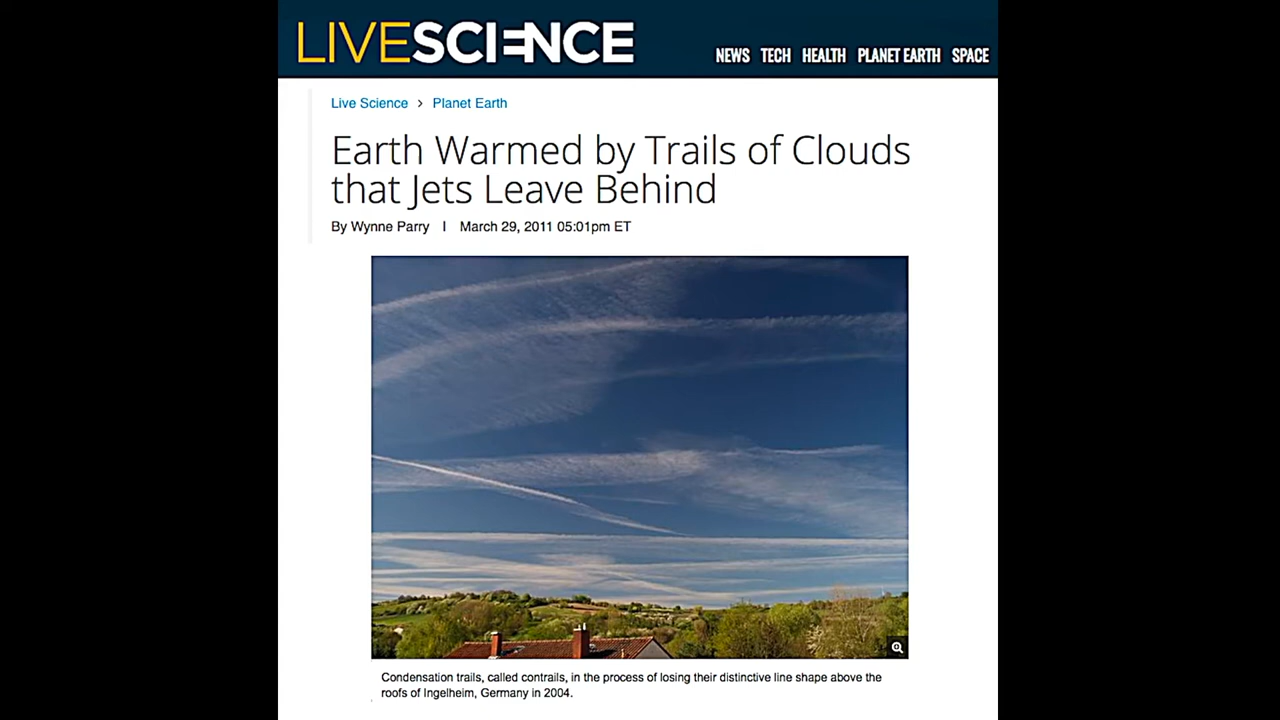 LIVESCIENCE
NEWS TECH HEALTH PLANET EARTH SPACE
Live Science > Planet Earth
Earth Warmed by Trails of Clouds
that Jets Leave Behind
By Wynne Parry | March 29, 2011 05:01pm ET
Condensation trails, called contrails, in the process of losing their distinctive line shape above the
roofs of Ingelheim, Germany in 2004.